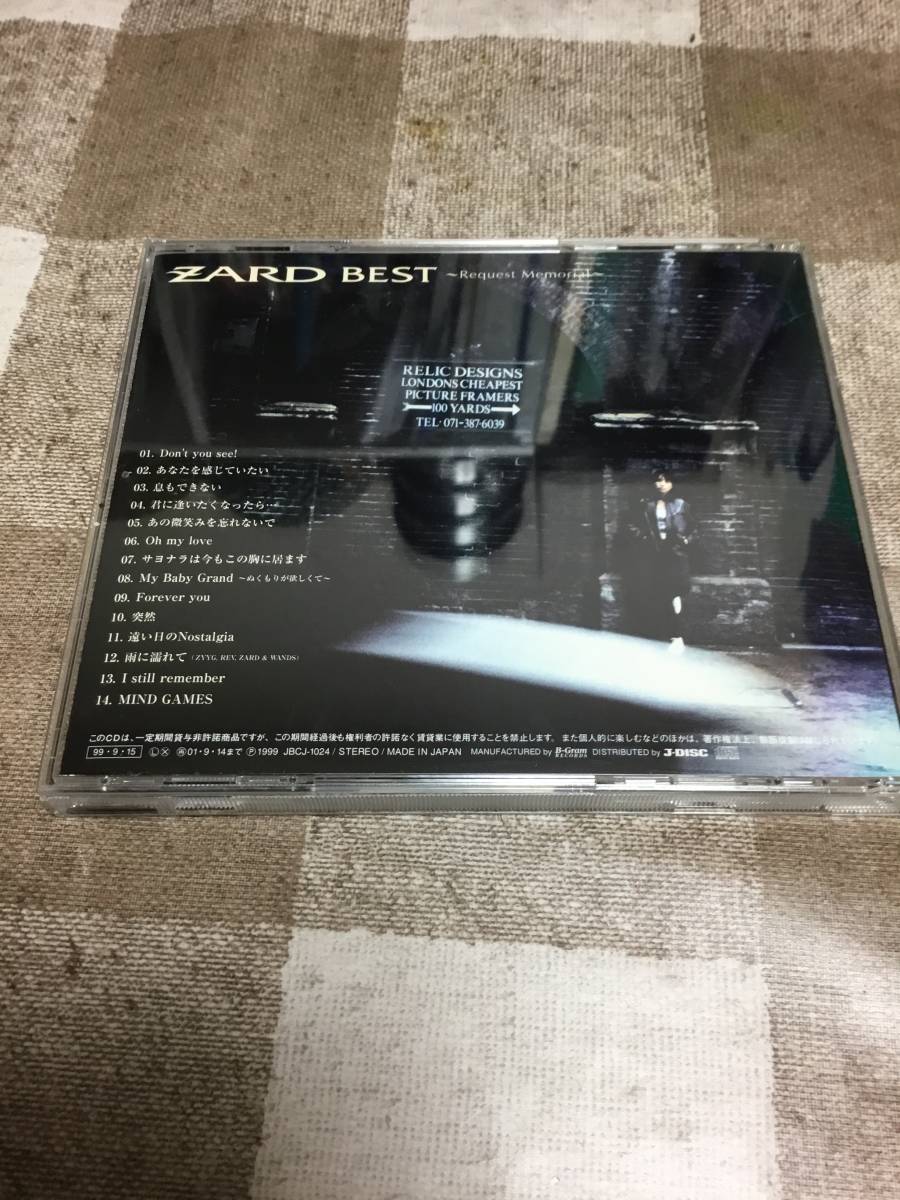 ZARD BEST ~Request Memorial~
RELIC DESIGNS
LONDONS CHEAPEST
PICTURE FRAMERS
100 YARDS
TEL·071-387-6039
01. Don't you see!
02. あなたを感じていたい
03. 息もできない
04. 君に逢いたくなったら…
05. あの微笑みを忘れないで
06. Oh my love
07. サヨナラは今もこの胸に居ます
08. My Baby Grand ~ぬくもりが欲しくて~
09. Forever you
10. 突然
11. 遠い日のNostalgia
12. 雨に濡れて (ZYYG, REV, ZARD & WANDS)
13. I still remember
14. MIND GAMES
このCDは、一定期間貸与非許諾商品ですが、この期間経過後も権利者の許諾なく賃貸業に使用することを禁止します。また個人的に楽しむなどのほかは、著作権法上、
99・9・15 Ⓛ Ⓧ 再 01・9・14まで Ⓟ1999 JBCJ-1024 / STEREO / MADE IN JAPAN MANUFACTURED by B-Gram RECORDS DISTRIBUTED by J-DISC